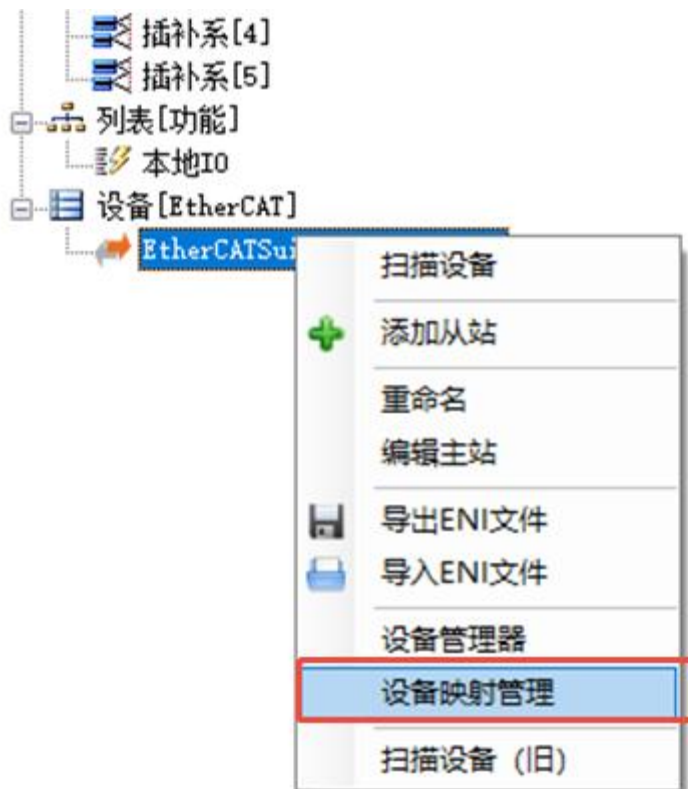 插补系[4]
插补系[5]
列表[功能]
本地IO
设备[EtherCAT]
EtherCATSui
扫描设备
添加从站
重命名
编辑主站
导出ENI文件
导入ENI文件
设备管理器
设备映射管理
扫描设备 (旧)